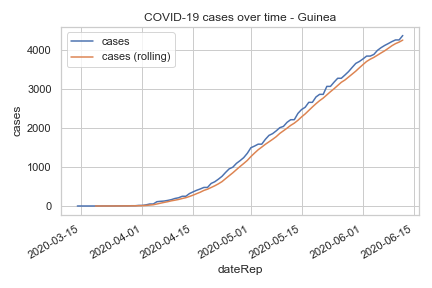 COVID-19 cases over time - Guinea
cases
cases (rolling)
4000
3000
2000
1000
0
cases
2020-03-15
2020-04-01
2020-04-15
2020-05-01
2020-05-15
2020-06-01
2020-06-15
dateRep